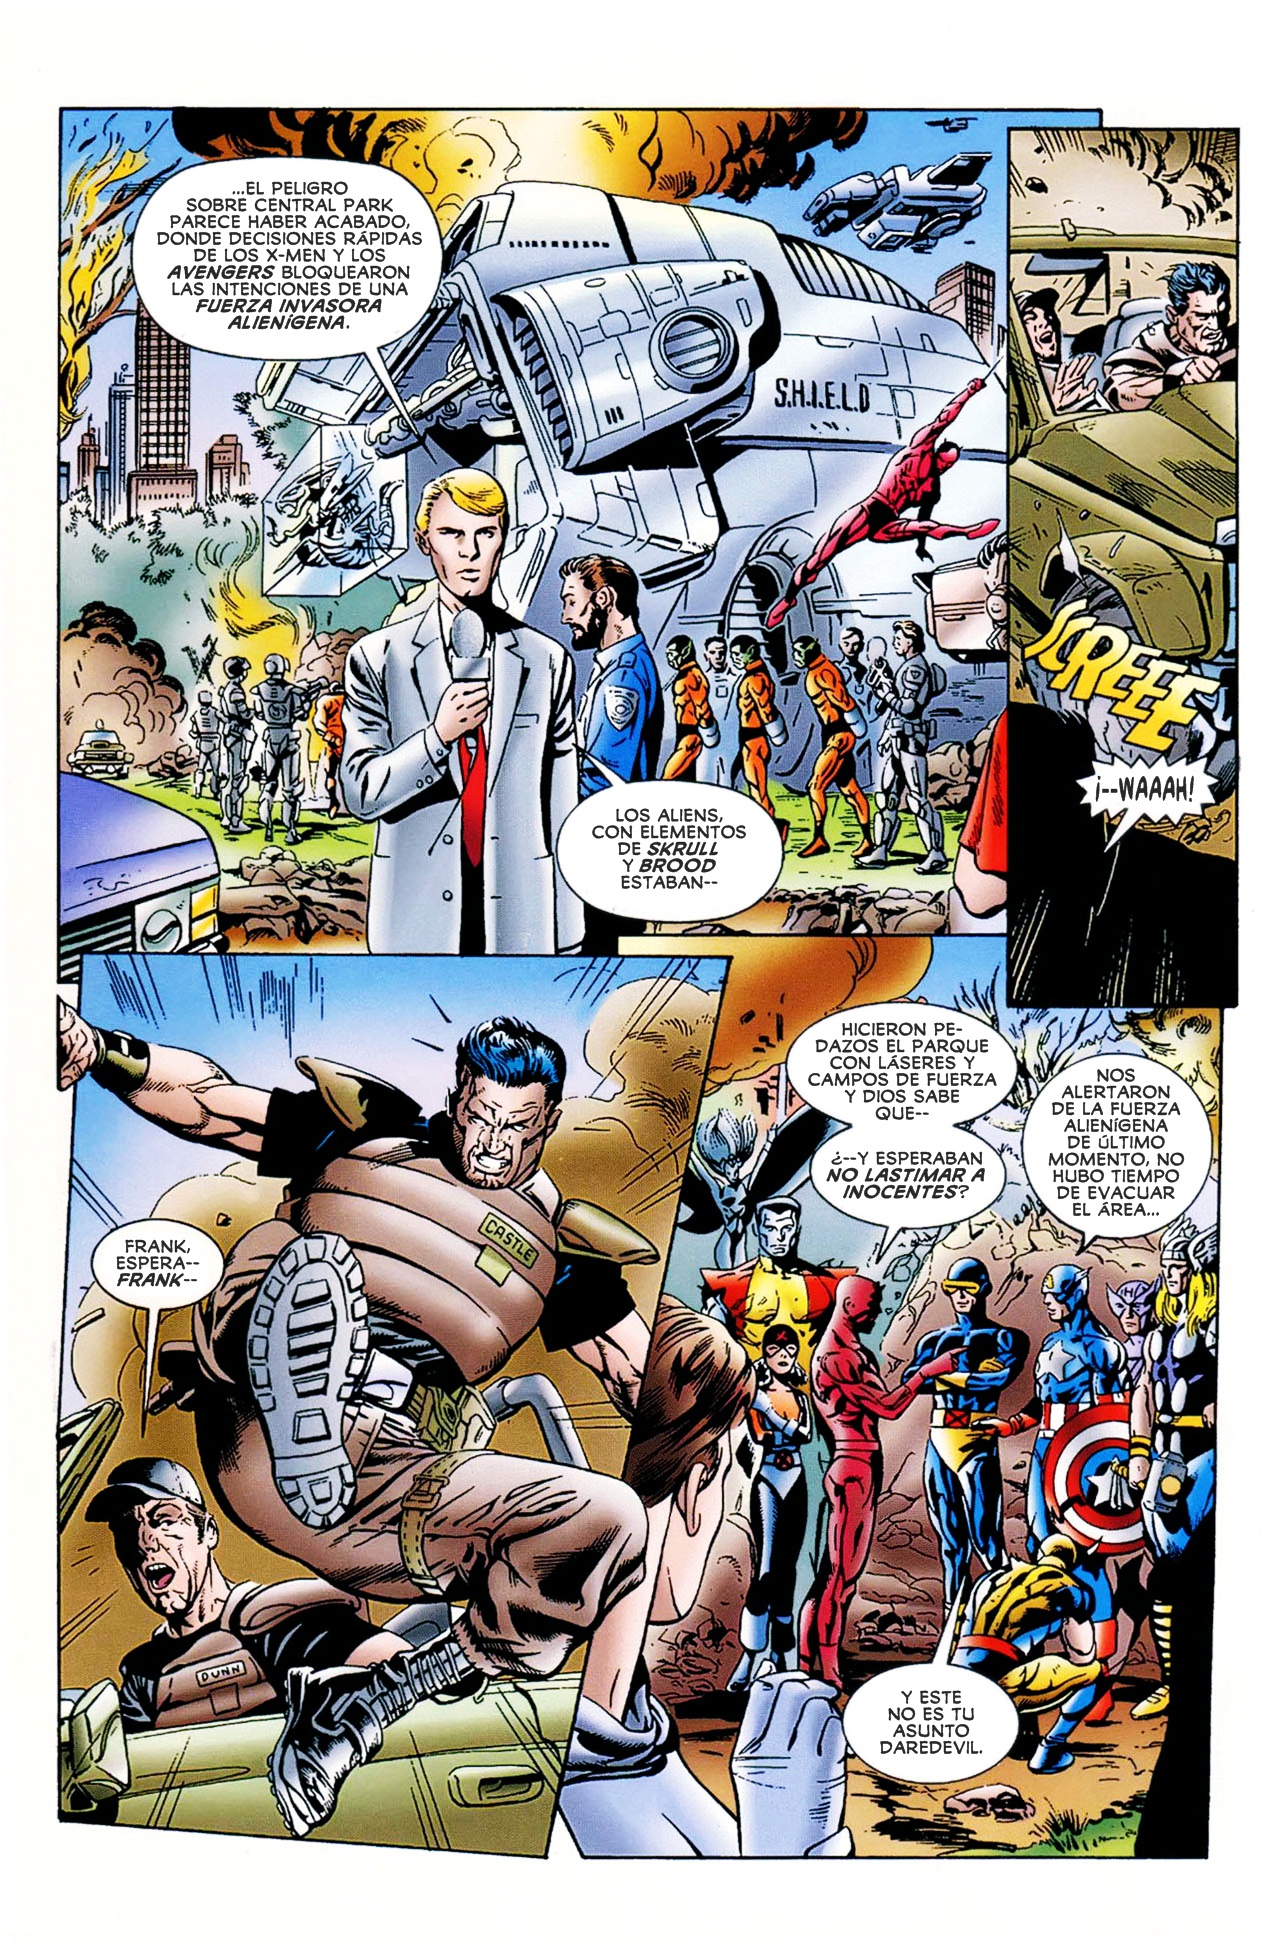 ...EL PELIGRO
SOBRE CENTRAL PARK
PARECE HABER ACABADO,
DONDE DECISIONES RÁPIDAS
DE LOS X-MEN Y LOS
AVENGERS BLOQUEARON
LAS INTENCIONES DE UNA
FUERZA INVASORA
ALIENÍGENA.
S.H.I.E.L.D
LOS ALIENS,
CON ELEMENTOS
DE SKRULL
Y BROOD
ESTABAN--
SCREEE
¡--WAAAH!
FRANK,
ESPERA--
FRANK--
CASTLE
DUNN
HICIERON PE-
DAZOS EL PARQUE
CON LÁSERES Y
CAMPOS DE FUERZA
Y DIOS SABE
QUE--
¿--Y ESPERABAN
NO LASTIMAR A
INOCENTES?
NOS
ALERTARON
DE LA FUERZA
ALIENÍGENA
DE ÚLTIMO
MOMENTO, NO
HUBO TIEMPO
DE EVACUAR
EL ÁREA...
Y ESTE
NO ES TU
ASUNTO
DAREDEVIL.